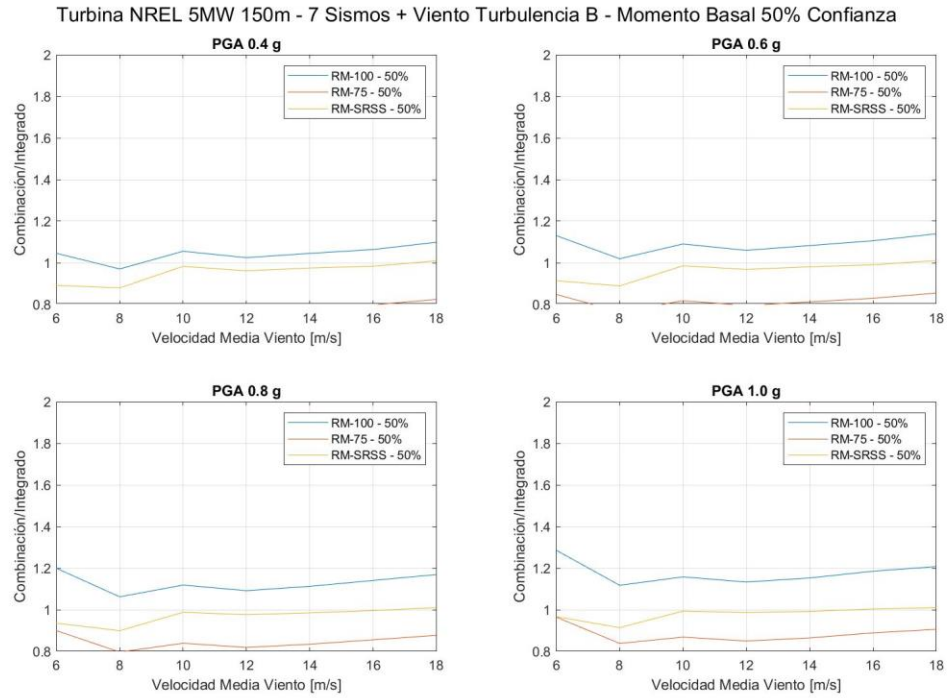 Turbina NREL 5MW 150m - 7 Sismos + Viento Turbulencia B - Momento Basal 50% Confianza
PGA 0.4 g
2
1.8
1.6
1.4
1.2
1
0.8
Combinación/Integrado
RM-100 - 50%
RM-75 - 50%
RM-SRSS - 50%
6 8 10 12 14 16 18
Velocidad Media Viento [m/s]
PGA 0.6 g
2
1.8
1.6
1.4
1.2
1
0.8
Combinación/Integrado
RM-100 - 50%
RM-75 - 50%
RM-SRSS - 50%
6 8 10 12 14 16 18
Velocidad Media Viento [m/s]
PGA 0.8 g
2
1.8
1.6
1.4
1.2
1
0.8
Combinación/Integrado
RM-100 - 50%
RM-75 - 50%
RM-SRSS - 50%
6 8 10 12 14 16 18
Velocidad Media Viento [m/s]
PGA 1.0 g
2
1.8
1.6
1.4
1.2
1
0.8
Combinación/Integrado
RM-100 - 50%
RM-75 - 50%
RM-SRSS - 50%
6 8 10 12 14 16 18
Velocidad Media Viento [m/s]